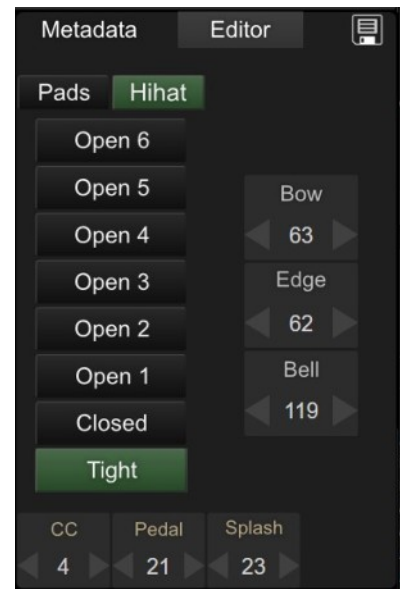 Metadata Editor
Pads Hihat
Open 6
Open 5
Open 4
Open 3
Open 2
Open 1
Closed
Tight
Bow
63
Edge
62
Bell
119
CC Pedal Splash
4 21 23